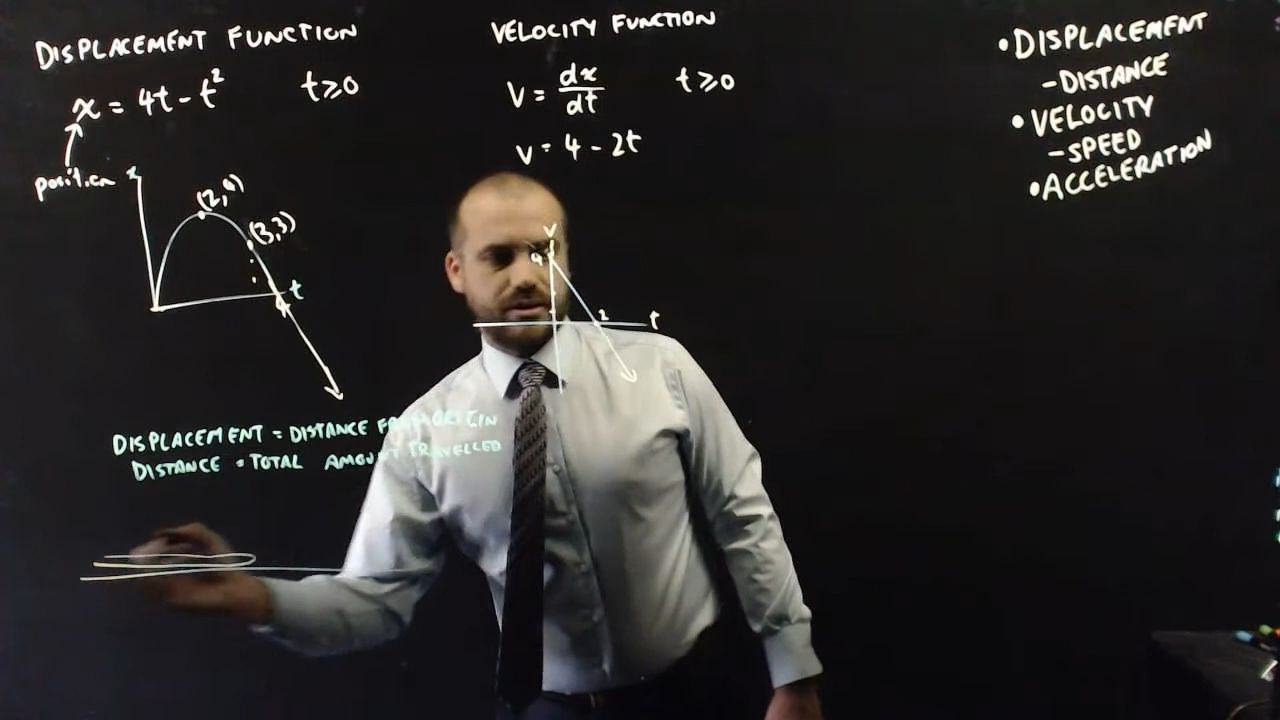 DISPLACEMENT FUNCTION
x = 4t - t² t ≥ 0
position x
(2,4)
(3,3)
t
4
DISPLACEMENT = DISTANCE FROM ORIGIN
DISTANCE = TOTAL AMOUNT TRAVELLED
VELOCITY FUNCTION
V = dx/dt t ≥ 0
V = 4 - 2t
V
4
2
t
• DISPLACEMENT
- DISTANCE
• VELOCITY
- SPEED
• ACCELERATION